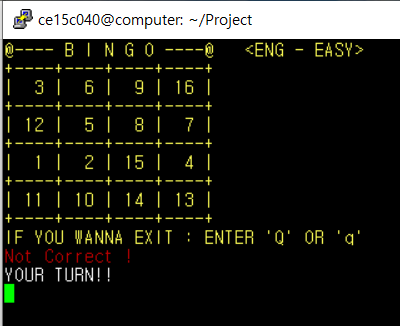 ce15c040@computer: ~/Project
@---- B I N G O ----@ <ENG - EASY>
+----+----+----+----+
| 3 | 6 | 9 | 16 |
+----+----+----+----+
| 12 | 5 | 8 | 7 |
+----+----+----+----+
| 1 | 2 | 15 | 4 |
+----+----+----+----+
| 11 | 10 | 14 | 13 |
+----+----+----+----+
IF YOU WANNA EXIT : ENTER 'Q' OR 'q'
Not Correct !
YOUR TURN!!